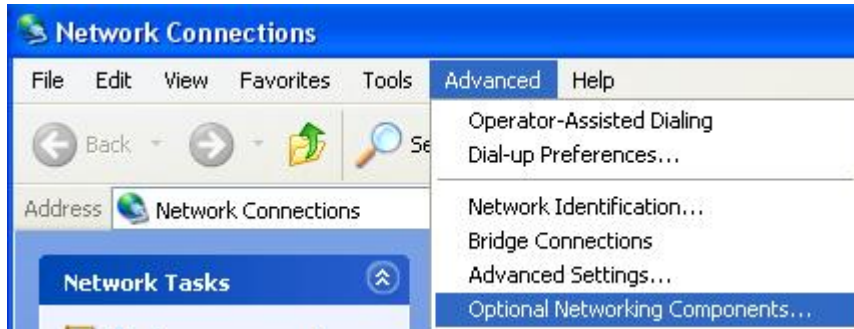 Network Connections
File Edit View Favorites Tools Advanced Help
Back
Address Network Connections
Network Tasks
Operator-Assisted Dialing
Dial-up Preferences...
Network Identification...
Bridge Connections
Advanced Settings...
Optional Networking Components...